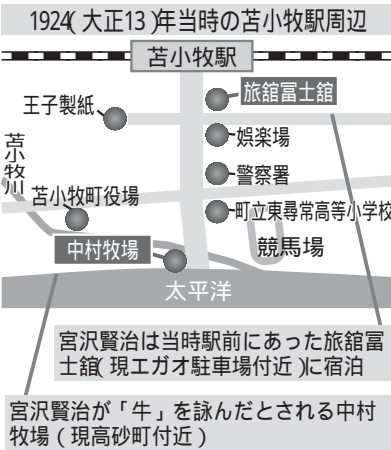 1924(大正13)年当時の苫小牧駅周辺
苫小牧駅
王子製紙
旅舘冨士舘
娯楽場
苫小牧川
警察署
苫小牧町役場
町立東尋常高等小学校
中村牧場
競馬場
太平洋
宮沢賢治は当時駅前にあった旅舘冨
士舘(現エガオ駐車場付近)に宿泊
宮沢賢治が「牛」を詠んだとされる中村
牧場(現高砂町付近)